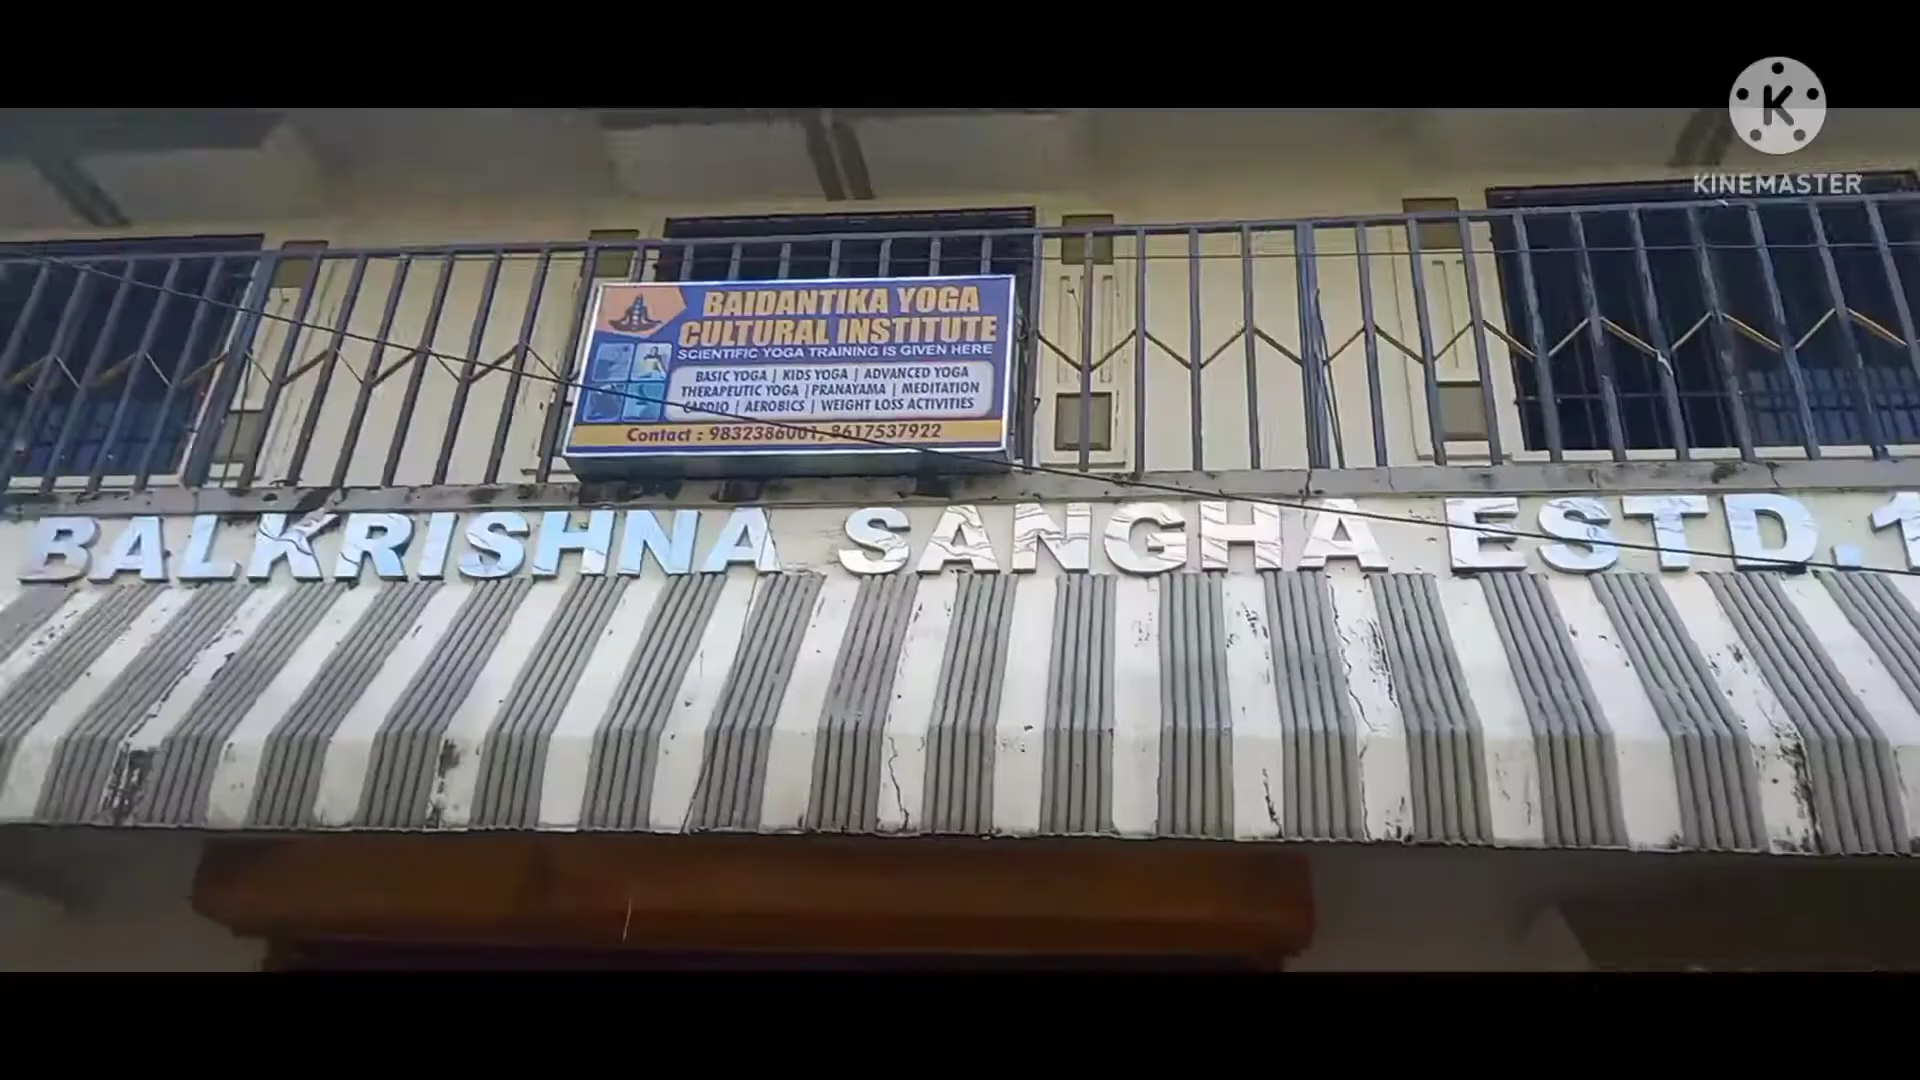 K
KINEMASTER
BAIDANTIKA YOGA
CULTURAL INSTITUTE
SCIENTIFIC YOGA TRAINING IS GIVEN HERE
BASIC YOGA | KIDS YOGA | ADVANCED YOGA
THERAPEUTIC YOGA | PRANAYAMA | MEDITATION
CARDIO | AEROBICS | WEIGHT LOSS ACTIVITIES
Contact : 9832386001, 8617537922
BALKRISHNA SANGHA ESTD.1